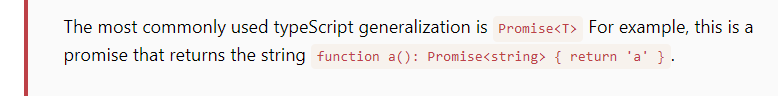 The most commonly used typeScript generalization is Promise<T> For example, this is a
promise that returns the string function a(): Promise<string> { return 'a' } .